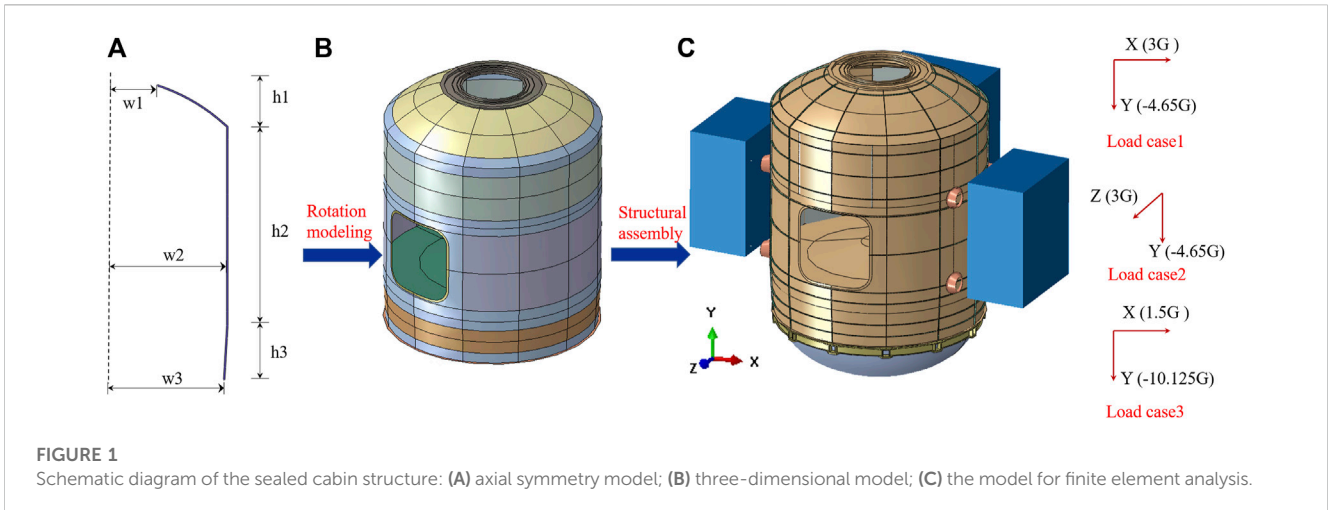 A
B
C
w1
h1
w2
h2
w3
h3
Rotation
modeling
Structural
assembly
Y
X
Z
X (3G )
Y (-4.65G)
Load case1
Z (3G)
Y (-4.65G)
Load case2
X (1.5G )
Y (-10.125G)
Load case3
FIGURE 1
Schematic diagram of the sealed cabin structure: (A) axial symmetry model; (B) three-dimensional model; (C) the model for finite element analysis.